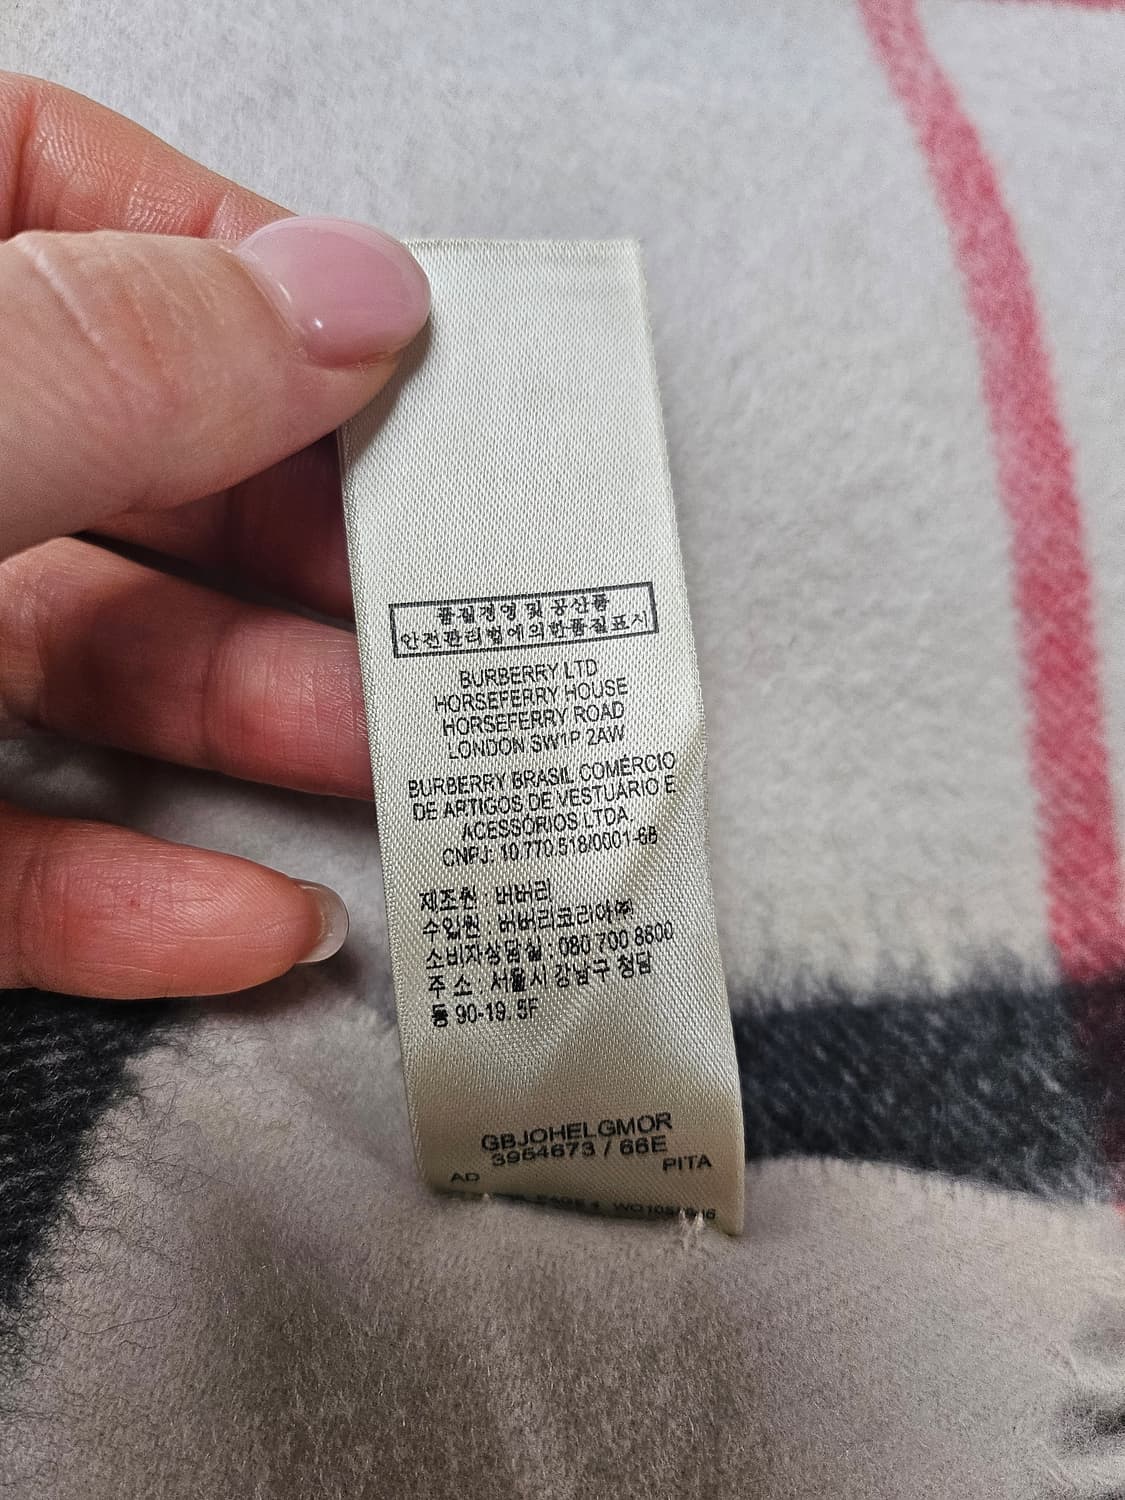 품질경영 및 공산품
안전관리법에의한품질표시
BURBERRY LTD
HORSEFERRY HOUSE
HORSEFERRY ROAD
LONDON SW1P 2AW
BURBERRY BRASIL COMÉRCIO
DE ARTIGOS DE VESTUÁRIO E
ACESSÓRIOS LTDA.
CNPJ: 10.770.518/0001-68
제조원 : 버버리
수입원 : 버버리코리아㈜
소비자상담실 : 080 700 8800
주 소 : 서울시 강남구 청담
동 90-19. 5F
GBJOHELGMOR
3954673 / 66E
AD PITA
PAGE 4